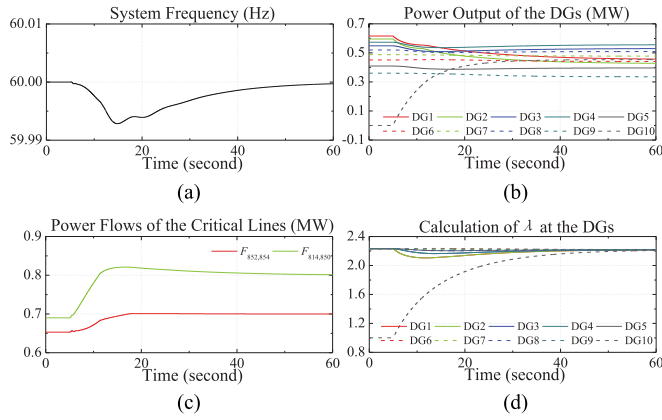 System Frequency (Hz)
60.01
60.00
59.99
0 20 40 60
Time (second)
(a)
Power Output of the DGs (MW)
0.7
0.5
0.3
0.1
-0.1
DG1 DG2 DG3 DG4 DG5
DG6 DG7 DG8 DG9 DG10
0 20 40 60
Time (second)
(b)
Power Flows of the Critical Lines (MW)
0.9
F852,854 F814,850
0.8
0.7
0.6
0 20 40 60
Time (second)
(c)
Calculation of λ at the DGs
2.4
2.0
1.6
1.2
0.8
DG1 DG2 DG3 DG4 DG5
DG6 DG7 DG8 DG9 DG10
0 20 40 60
Time (second)
(d)